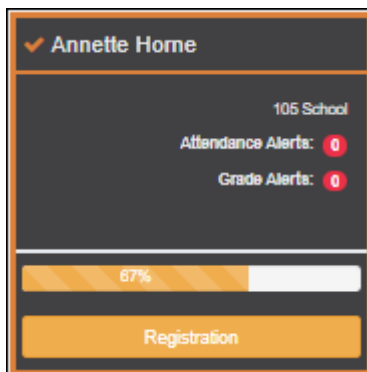 Annette Horne
105 School
Attendance Alerts: 0
Grade Alerts: 0
67%
Registration